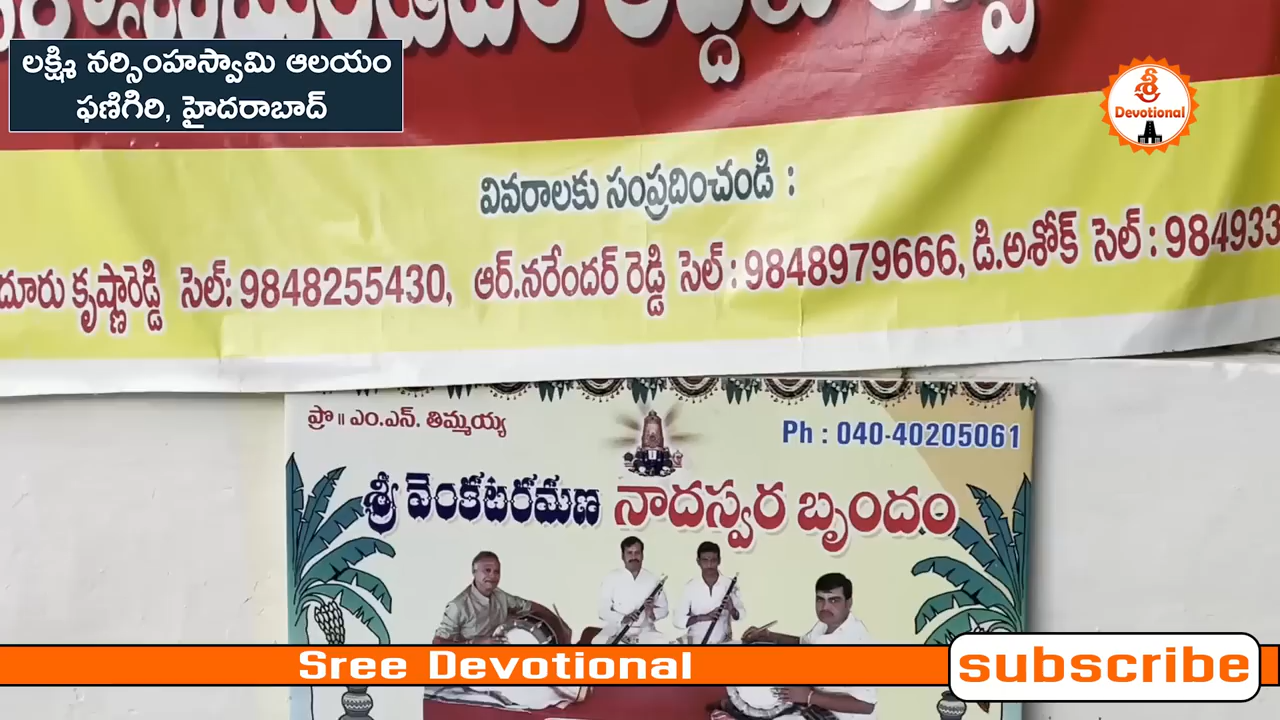 లక్ష్మి నర్సింహస్వామి ఆలయం
ఫణిగిరి, హైదరాబాద్
శ్రీ
Devotional
వివరాలకు సంప్రదించండి :
కృష్ణారెడ్డి సెల్: 9848255430, ఆర్.నరేందర్ రెడ్డి సెల్ : 9848979666, డి.అశోక్ సెల్ : 984933
ప్రొ॥ ఎం.ఎన్. తిమ్మయ్య
Ph : 040-40205061
శ్రీ వెంకటరమణ నాదస్వర బృందం
Sree Devotional
subscribe